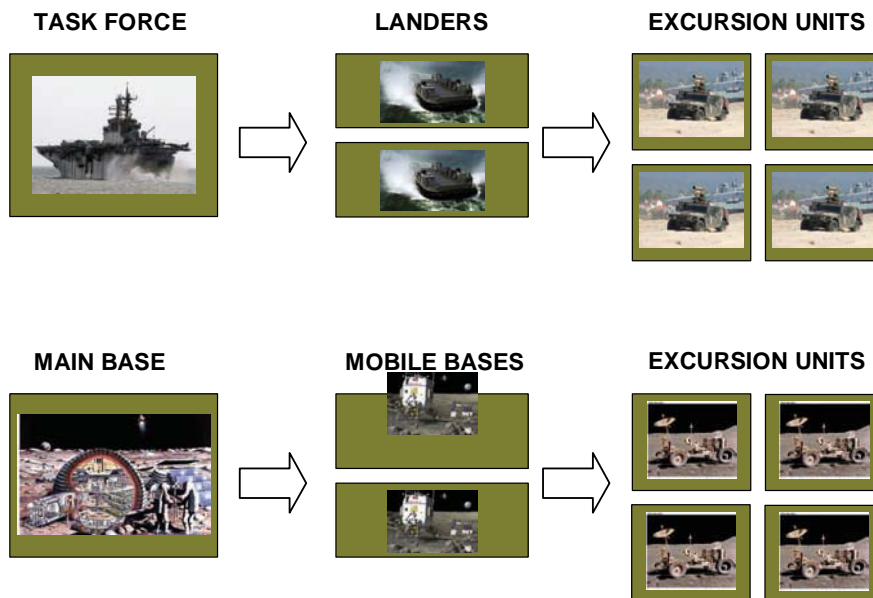 TASK FORCE
LANDERS
EXCURSION UNITS
MAIN BASE
MOBILE BASES
EXCURSION UNITS